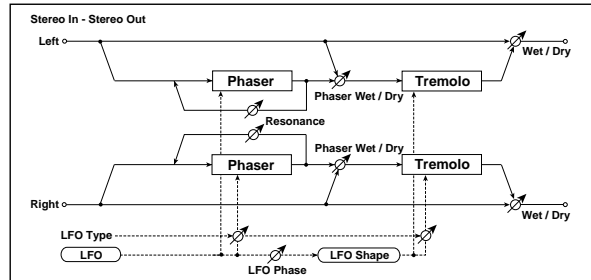 Stereo In - Stereo Out
Left
Wet / Dry
Phaser
Phaser Wet / Dry
Tremolo
Resonance
Phaser Wet / Dry
Phaser
Tremolo
Right
Wet / Dry
LFO Type
LFO
LFO Phase
LFO Shape